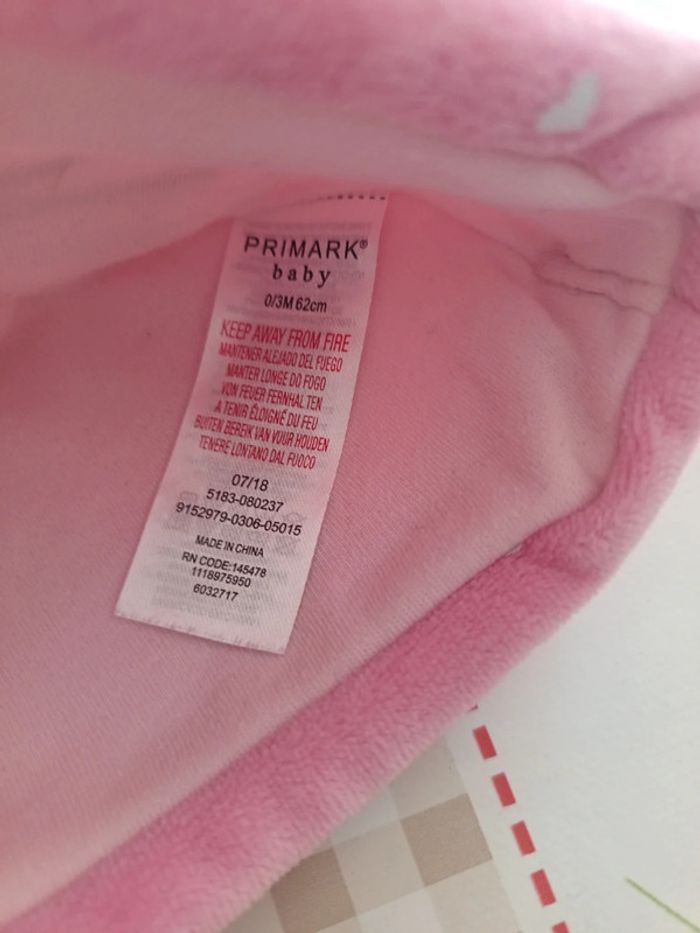 PRIMARK®
baby
0/3M 62cm
KEEP AWAY FROM FIRE
MANTENER ALEJADO DEL FUEGO
MANTER LONGE DO FOGO
VON FEUER FERNHAL TEN
A TENIR ÉLOIGNÉ DU FEU
BUITEN BEREIK VAN VUUR HOUDEN
TENERE LONTANO DAL FUOCO
07/18
5183-080237
9152979-0306-05015
MADE IN CHINA
RN CODE:145478
1118975950
6032717